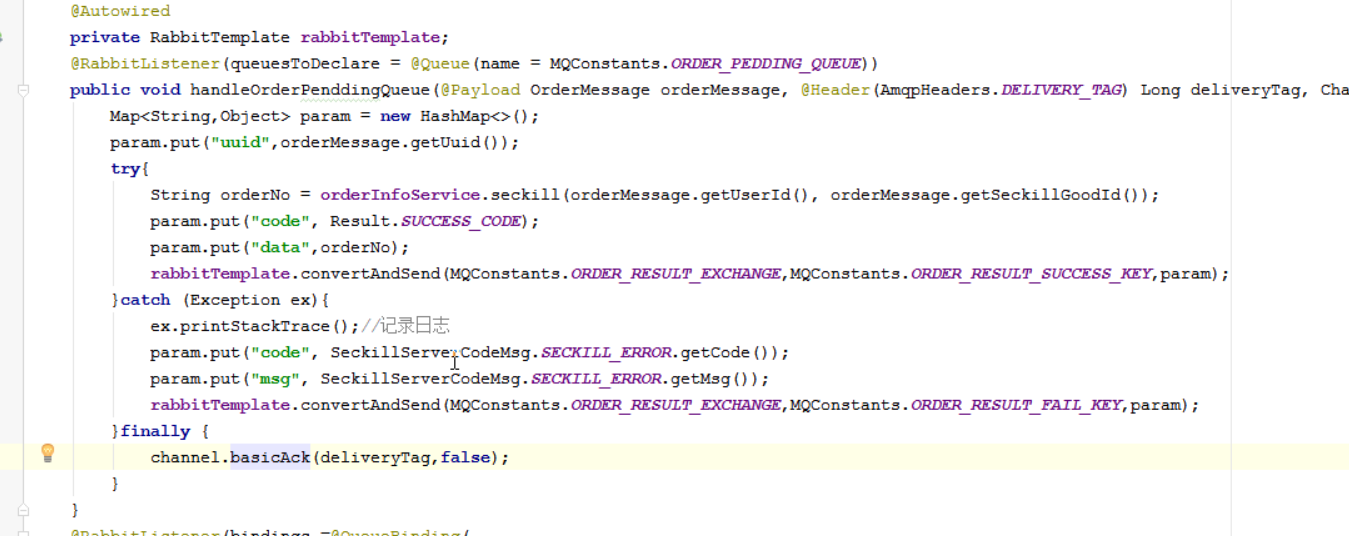 @Autowired
private RabbitTemplate rabbitTemplate;
@RabbitListener(queuesToDeclare = @Queue(name = MQConstants.ORDER_PEDDING_QUEUE))
public void handleOrderPenddingQueue(@Payload OrderMessage orderMessage, @Header(AmqpHeaders.DELIVERY_TAG) Long deliveryTag, Cha
Map<String,Object> param = new HashMap<>();
param.put("uuid",orderMessage.getUuid());
try{
String orderNo = orderInfoService.seckill(orderMessage.getUserId(), orderMessage.getSeckillGoodId());
param.put("code", Result.SUCCESS_CODE);
param.put("data",orderNo);
rabbitTemplate.convertAndSend(MQConstants.ORDER_RESULT_EXCHANGE,MQConstants.ORDER_RESULT_SUCCESS_KEY,param);
}catch (Exception ex){
ex.printStackTrace();//记录日志
param.put("code", SeckillServerCodeMsg.SECKILL_ERROR.getCode());
param.put("msg", SeckillServerCodeMsg.SECKILL_ERROR.getMsg());
rabbitTemplate.convertAndSend(MQConstants.ORDER_RESULT_EXCHANGE,MQConstants.ORDER_RESULT_FAIL_KEY,param);
}finally {
channel.basicAck(deliveryTag,false);
}
}
@RabbitListener(bindings =@QueueBinding(